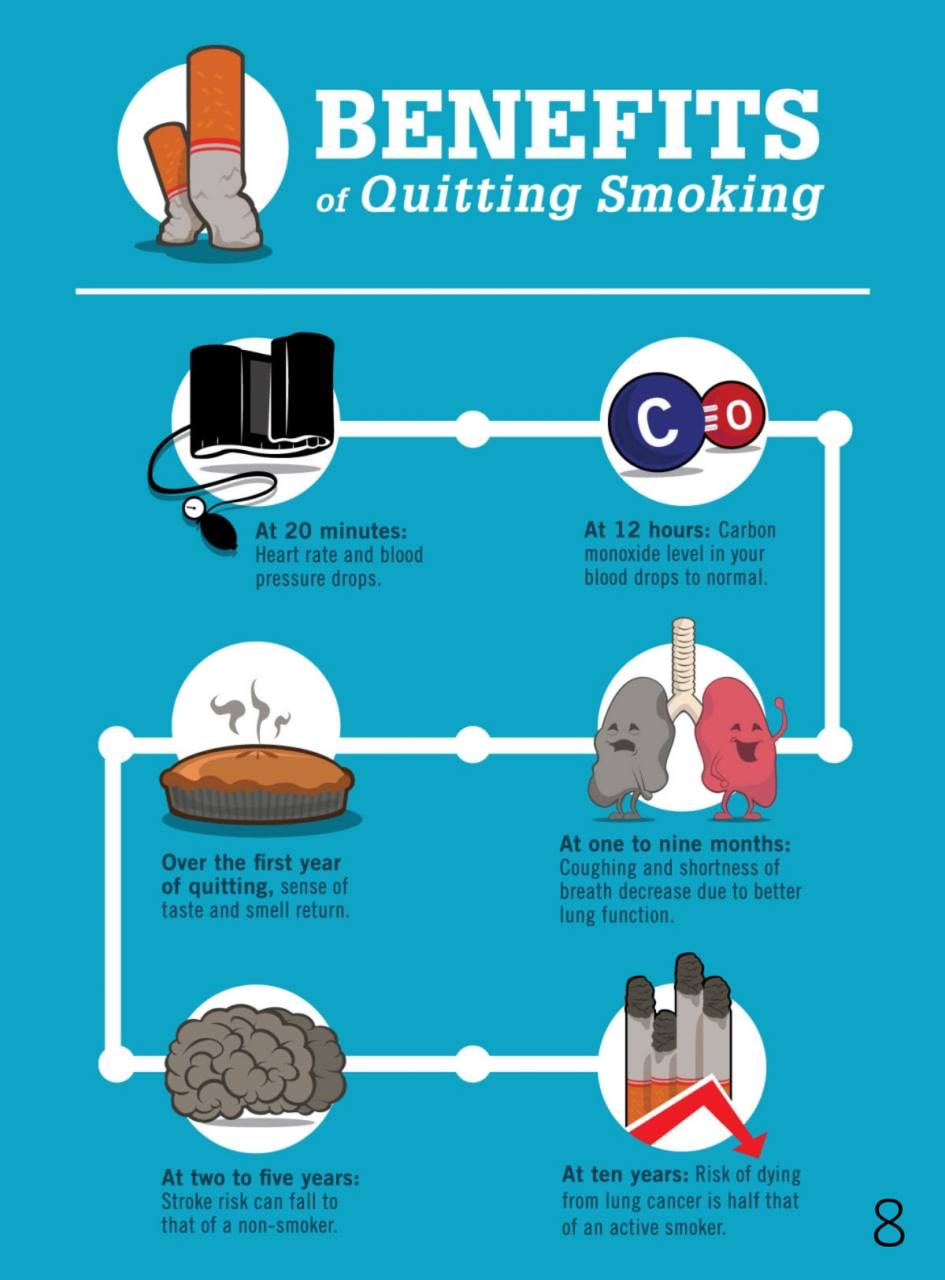 BENEFITS
of Quitting Smoking
C
O
At 20 minutes:
Heart rate and blood
pressure drops.
At 12 hours: Carbon
monoxide level in your
blood drops to normal.
At one to nine months:
Coughing and shortness of
breath decrease due to better
lung function.
Over the first year
of quitting, sense of
taste and smell return.
At two to five years:
Stroke risk can fall to
that of a non-smoker.
At ten years: Risk of dying
from lung cancer is half that
of an active smoker.
8